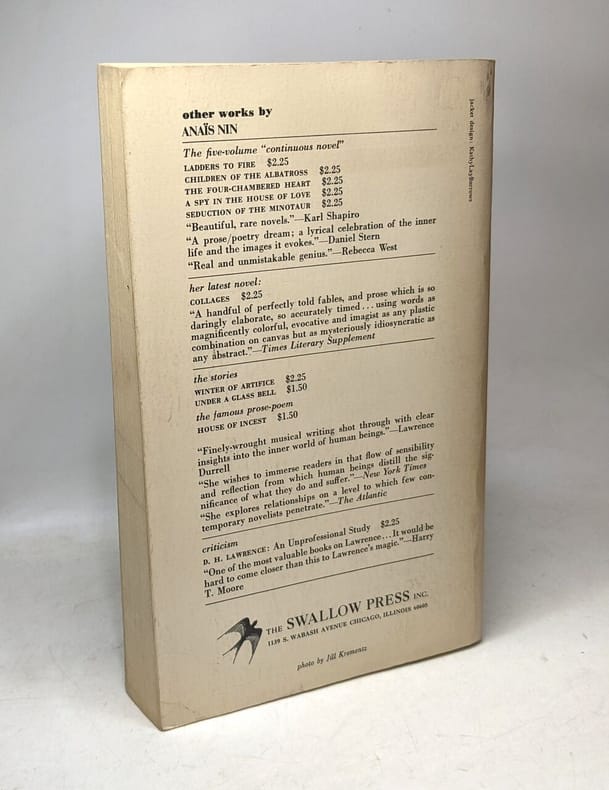 other works by
ANAÏS NIN
The five-volume "continuous novel"
LADDERS TO FIRE $2.25
CHILDREN OF THE ALBATROSS $2.25
THE FOUR-CHAMBERED HEART $2.25
A SPY IN THE HOUSE OF LOVE $2.25
SEDUCTION OF THE MINOTAUR $2.25
"Beautiful, rare novels."—Karl Shapiro
"A prose/poetry dream; a lyrical celebration of the inner
life and the images it evokes."—Daniel Stern
"Real and unmistakable genius."—Rebecca West
her latest novel:
COLLAGES $2.25
"A handful of perfectly told fables, and prose which is so
daringly elaborate, so accurately timed . . . using words as
magnificently colorful, evocative and imagist as any plastic
combination on canvas but as mysteriously idiosyncratic as
any abstract."—Times Literary Supplement
the stories
WINTER OF ARTIFICE $2.25
UNDER A GLASS BELL $1.50
the famous prose-poem
HOUSE OF INCEST $1.50
"Finely-wrought musical writing shot through with clear
insights into the inner world of human beings."—Lawrence
Durrell
"She wishes to immerse readers in that flow of sensibility
and reflection from which human beings distill the sig-
nificance of what they do and suffer."—New York Times
"She explores relations on a level to which few con-
temporary novelists penetrate."—The Atlantic
criticism
D. H. LAWRENCE: An Unprofessional Study $2.25
"One of the most valuable books on Lawrence . . . It would be
hard to come closer than this to Lawrence's magic."—Harry
T. Moore
THE SWALLOW PRESS INC.
1139 S. WABASH AVENUE CHICAGO, ILLINOIS 60605
photo by Jill Krementz
jacket design: Kathy Lay Burrows